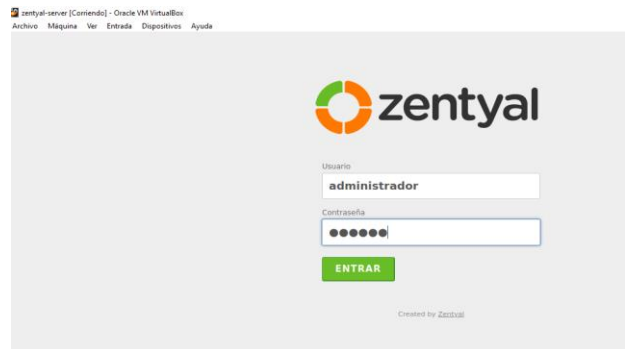 zentyal-server [Corriendo] - Oracle VM VirtualBox
Archivo Máquina Ver Entrada Dispositivos Ayuda
zentyal
Usuario
administrador
Contraseña
ENTRAR
Created by Zentyal